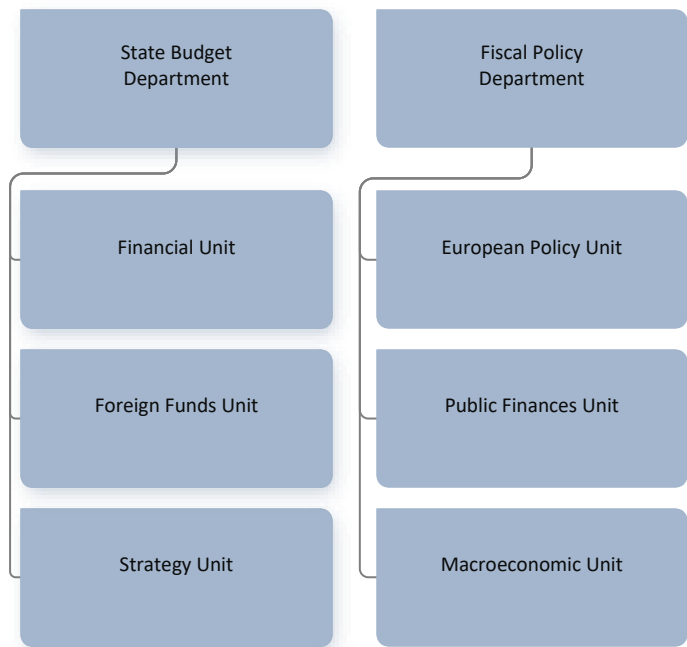 State Budget
Department
Fiscal Policy
Department
Financial Unit
European Policy Unit
Foreign Funds Unit
Public Finances Unit
Strategy Unit
Macroeconomic Unit